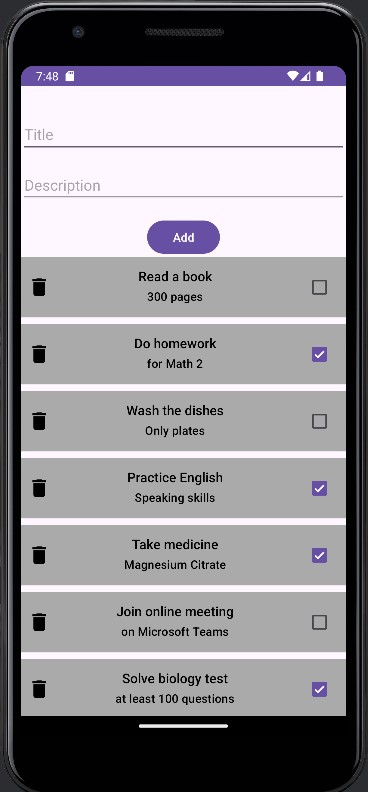 7:48
Title
Description
Add
Read a book
300 pages
Do homework
for Math 2
Wash the dishes
Only plates
Practice English
Speaking skills
Take medicine
Magnesium Citrate
Join online meeting
on Microsoft Teams
Solve biology test
at least 100 questions